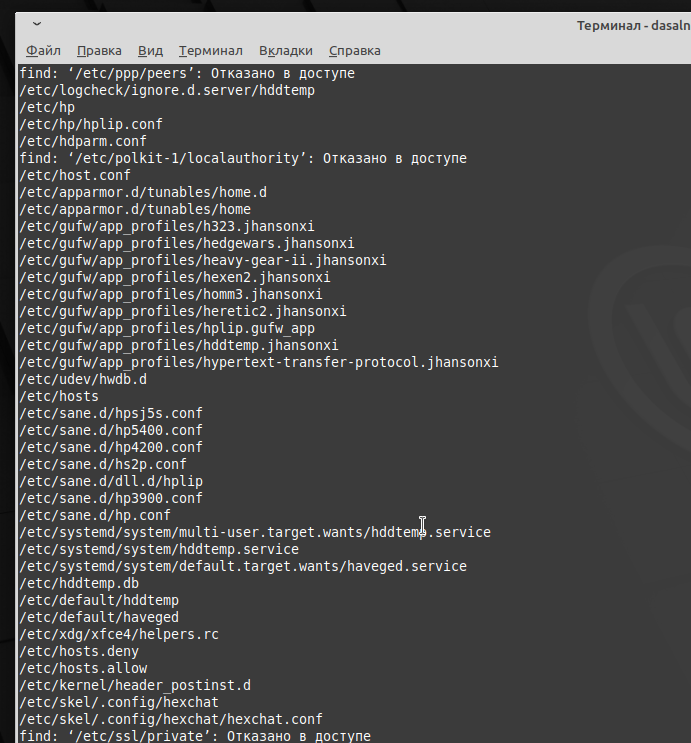 Терминал - dasaln
Файл Правка Вид Терминал Вкладки Справка
find: ‘/etc/ppp/peers’: Отказано в доступе
/etc/logcheck/ignore.d.server/hddtemp
/etc/hp
/etc/hp/hplip.conf
/etc/hdparm.conf
find: ‘/etc/polkit-1/localauthority’: Отказано в доступе
/etc/host.conf
/etc/apparmor.d/tunables/home.d
/etc/apparmor.d/tunables/home
/etc/gufw/app_profiles/h323.jhansonxi
/etc/gufw/app_profiles/hedgewars.jhansonxi
/etc/gufw/app_profiles/heavy-gear-ii.jhansonxi
/etc/gufw/app_profiles/hexen2.jhansonxi
/etc/gufw/app_profiles/homm3.jhansonxi
/etc/gufw/app_profiles/heretic2.jhansonxi
/etc/gufw/app_profiles/hplip.gufw_app
/etc/gufw/app_profiles/hddtemp.jhansonxi
/etc/gufw/app_profiles/hypertext-transfer-protocol.jhansonxi
/etc/udev/hwdb.d
/etc/hosts
/etc/sane.d/hpsj5s.conf
/etc/sane.d/hp5400.conf
/etc/sane.d/hp4200.conf
/etc/sane.d/hs2p.conf
/etc/sane.d/dll.d/hplip
/etc/sane.d/hp3900.conf
/etc/sane.d/hp.conf
/etc/systemd/system/multi-user.target.wants/hddtemp.service
/etc/systemd/system/hddtemp.service
/etc/systemd/system/default.target.wants/haveged.service
/etc/hddtemp.db
/etc/default/hddtemp
/etc/default/haveged
/etc/xdg/xfce4/helpers.rc
/etc/hosts.deny
/etc/hosts.allow
/etc/kernel/header_postinst.d
/etc/skel/.config/hexchat
/etc/skel/.config/hexchat/hexchat.conf
find: ‘/etc/ssl/private’: Отказано в доступе